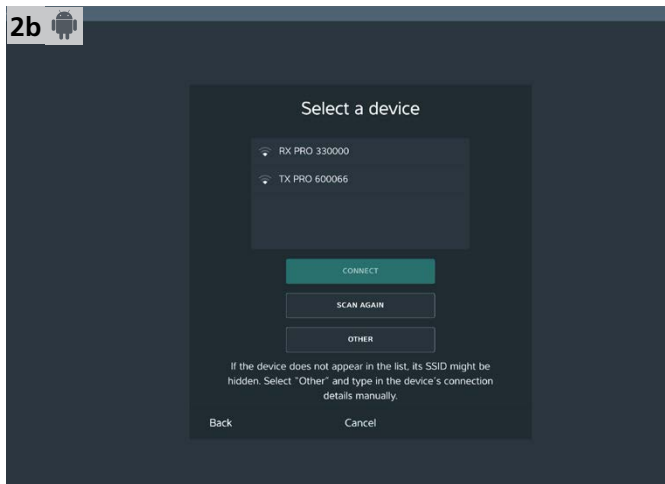 2b
Select a device
RX PRO 330000
TX PRO 600066
CONNECT
SCAN AGAIN
OTHER
If the device does not appear in the list, its SSID might be
hidden. Select "Other" and type in the device´s connection
details manually.
Back Cancel